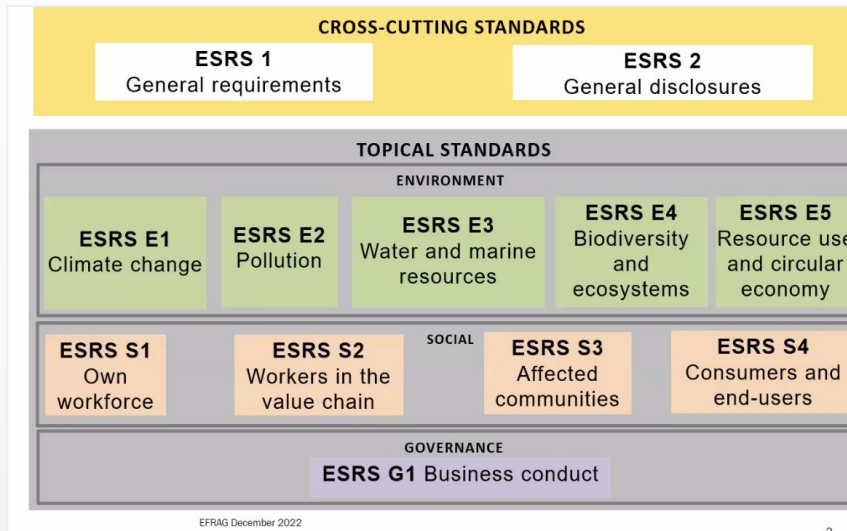 CROSS-CUTTING STANDARDS
ESRS 1
General requirements
ESRS 2
General disclosures
TOPICAL STANDARDS
ENVIRONMENT
ESRS E1
Climate change
ESRS E2
Pollution
ESRS E3
Water and marine
resources
ESRS E4
Biodiversity
and
ecosystems
ESRS E5
Resource use
and circular
economy
SOCIAL
ESRS S1
Own
workforce
ESRS S2
Workers in the
value chain
ESRS S3
Affected
communities
ESRS S4
Consumers and
end-users
GOVERNANCE
ESRS G1 Business conduct
EFRAG December 2022